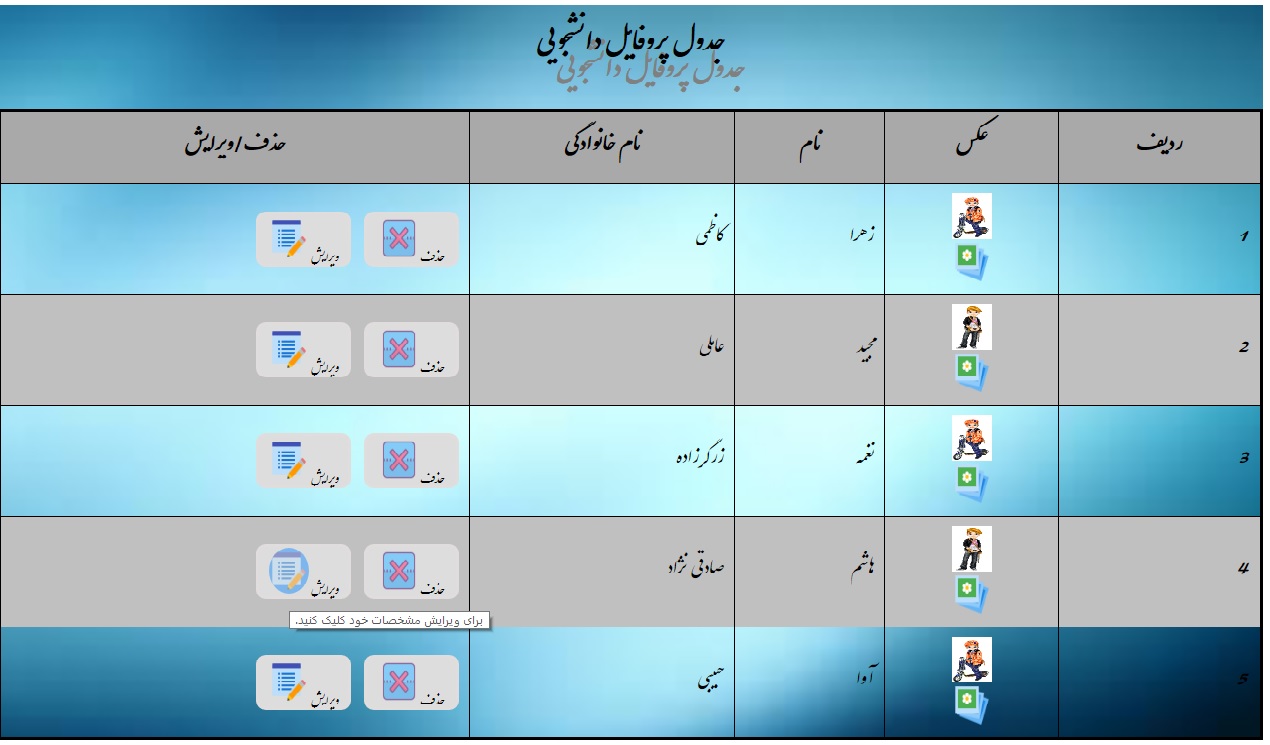 جدول پروفایل دانشجویی
جدول پروفایل دانشجویی
ردیف عکس نام نام خانوادگی حذف/ویرایش
1 زهرا کاظمی حذف ویرایش
2 مجید عاملی حذف ویرایش
3 نغمه زرگرزاده حذف ویرایش
4 هاشم صادقی نژاد حذف ویرایش
برای ویرایش مشخصات خود کلیک کنید.
5 آوا حبیبی حذف ویرایش